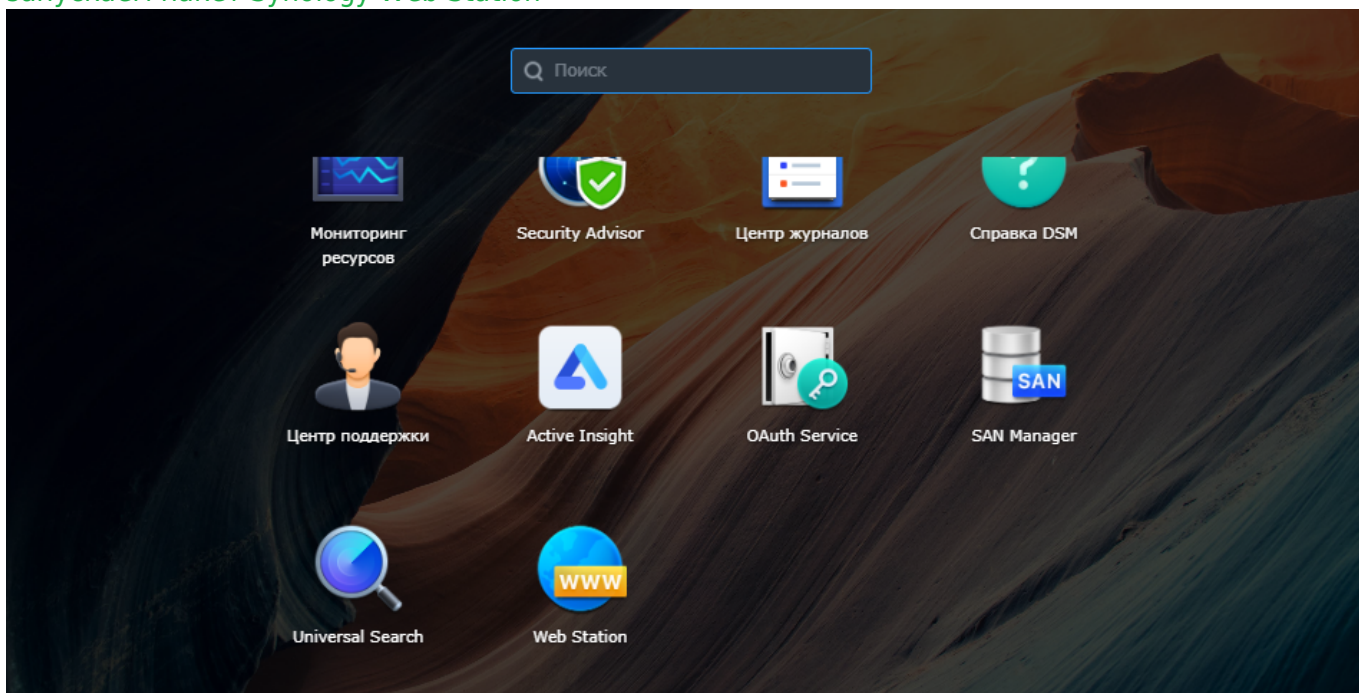 Поиск
Мониторинг
ресурсов
Security Advisor
Центр журналов
Справка DSM
?
SAN
Центр поддержки
Active Insight
OAuth Service
SAN Manager
www
Universal Search
Web Station